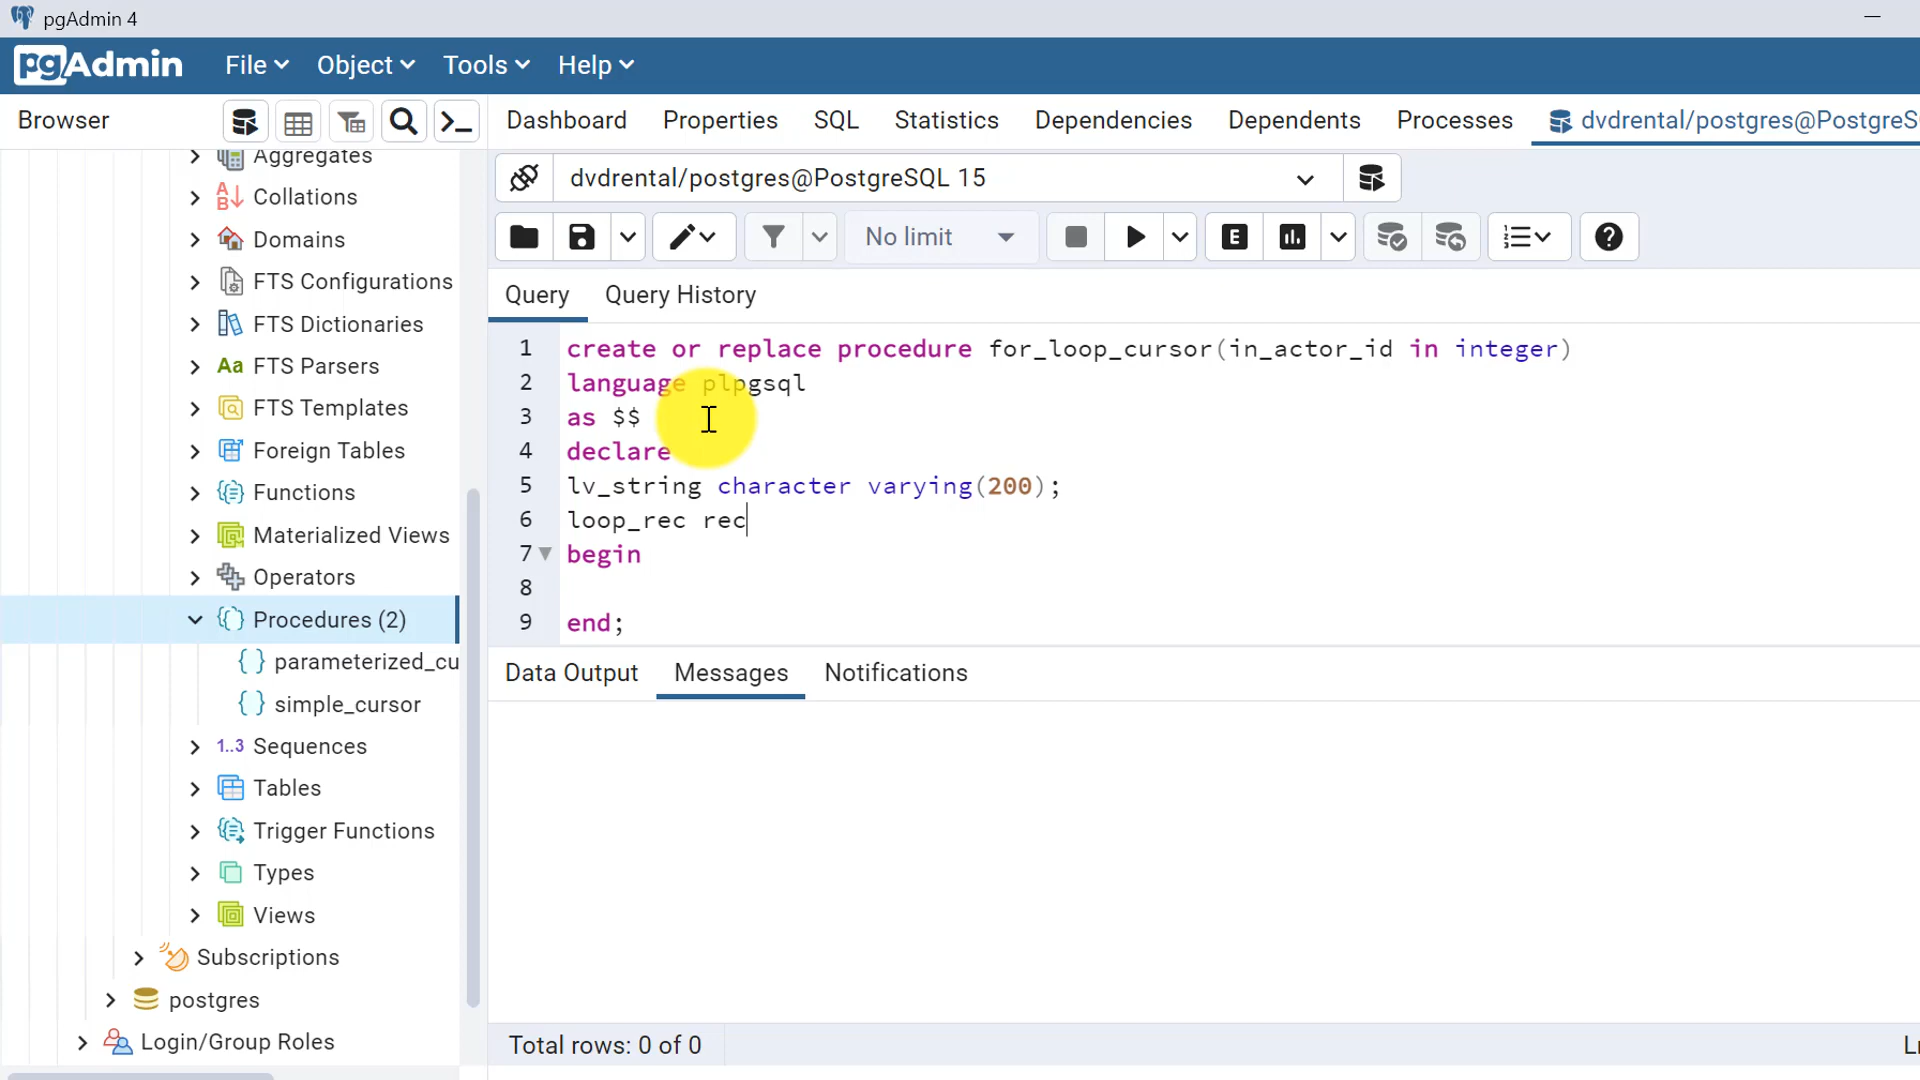 pgAdmin 4
pgAdmin File Object Tools Help
Browser Dashboard Properties SQL Statistics Dependencies Dependents Processes dvdrental/postgres@PostgreS
Aggregates
Collations
Domains
FTS Configurations
FTS Dictionaries
Aa FTS Parsers
FTS Templates
Foreign Tables
Functions
Materialized Views
Operators
Procedures (2)
parameterized_cu
simple_cursor
1..3 Sequences
Tables
Trigger Functions
Types
Views
Subscriptions
postgres
Login/Group Roles
dvdrental/postgres@PostgreSQL 15
No limit E
Query Query History
1 create or replace procedure for_loop_cursor(in_actor_id in integer)
2 language plpgsql
3 as $$
4 declare
5 lv_string character varying(200);
6 loop_rec rec
7 begin
8
9 end;
Data Output Messages Notifications
Total rows: 0 of 0